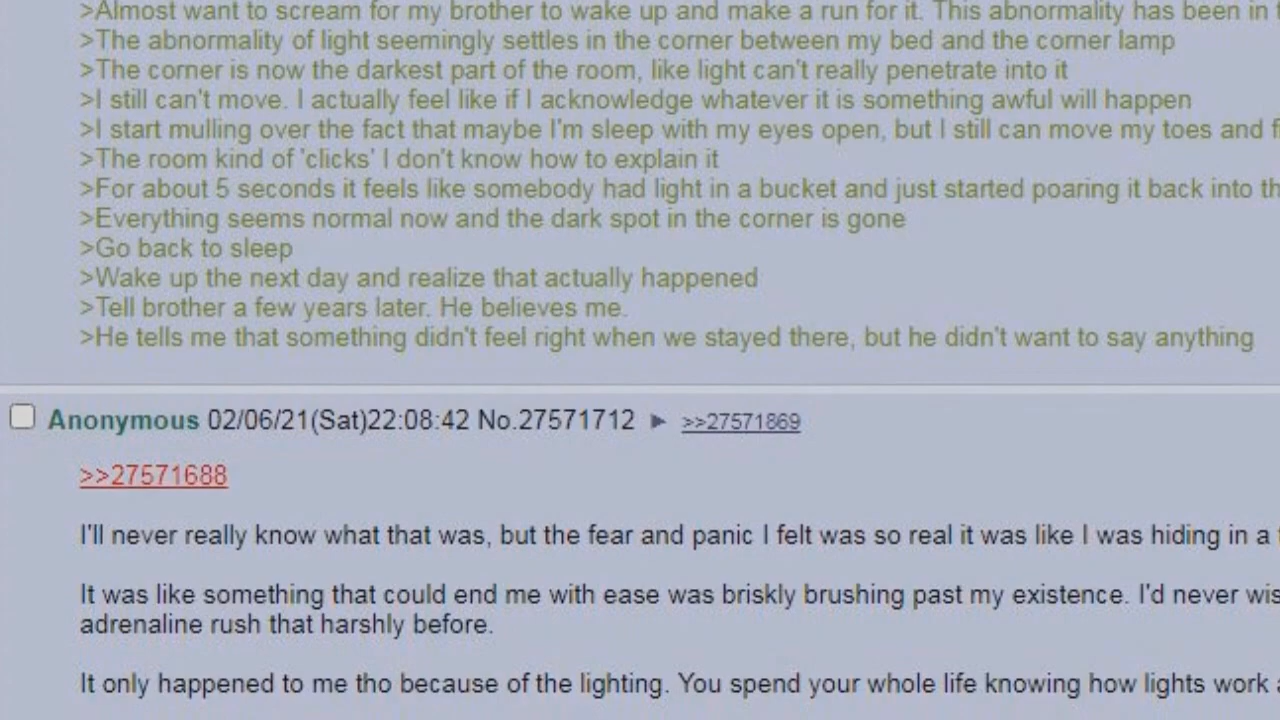 >Almost want to scream for my brother to wake up and make a run for it. This abnormality has been in
>The abnormality of light seemingly settles in the corner between my bed and the corner lamp
>The corner is now the darkest part of the room, like light can't really penetrate into it
>I still can't move. I actually feel like if I acknowledge whatever it is something awful will happen
>I start mulling over the fact that maybe I'm sleep with my eyes open, but I still can move my toes and
>The room kind of 'clicks' I don't know how to explain it
>For about 5 seconds it feels like somebody had light in a bucket and just started poaring it back into
>Everything seems normal now and the dark spot in the corner is gone
>Go back to sleep
>Wake up the next day and realize that actually happened
>Tell brother a few years later. He believes me.
>He tells me that something didn't feel right when we stayed there, but he didn't want to say anything
Anonymous 02/06/21(Sat)22:08:42 No.27571712 ▶ >>27571869
>>27571688
I'll never really know what that was, but the fear and panic I felt was so real it was like I was hiding in a
It was like something that could end me with ease was briskly brushing past my existence. I'd never
adrenaline rush that harshly before.
It only happened to me tho because of the lighting. You spend your whole life knowing how lights work